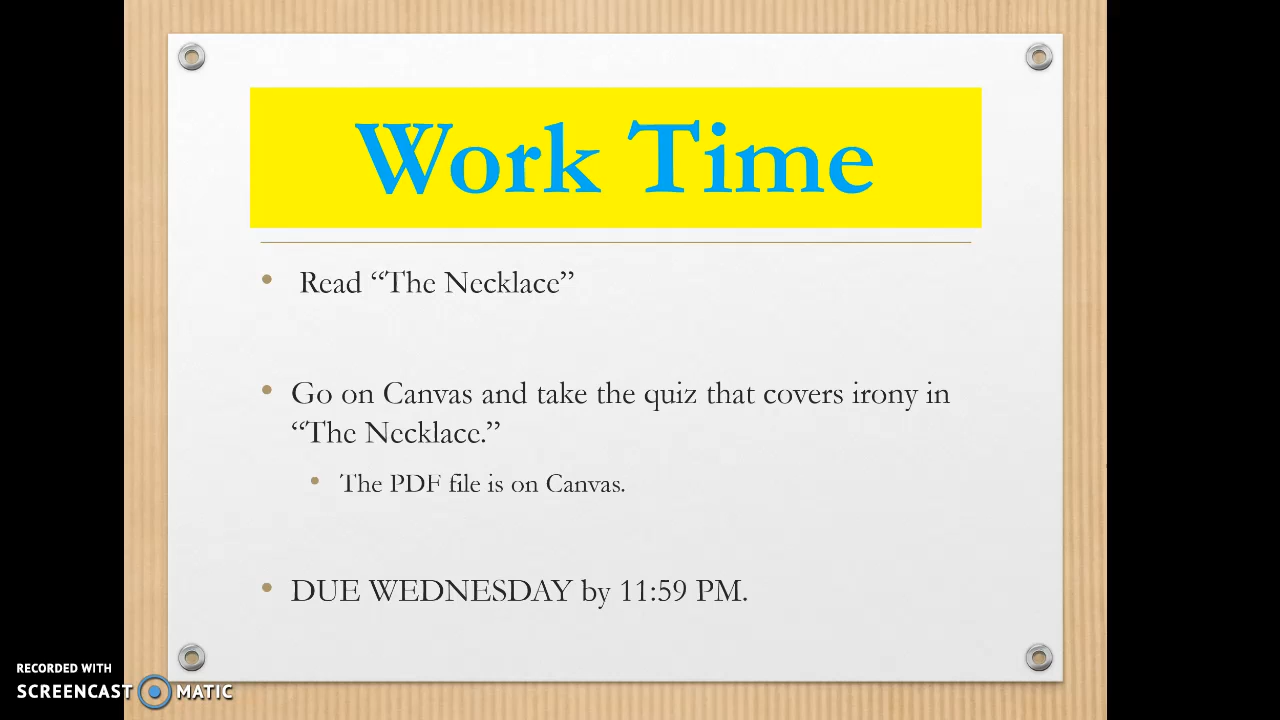 Work Time
• Read “The Necklace”
• Go on Canvas and take the quiz that covers irony in
“The Necklace.”
• The PDF file is on Canvas.
• DUE WEDNESDAY by 11:59 PM.
RECORDED WITH
SCREENCAST MATIC